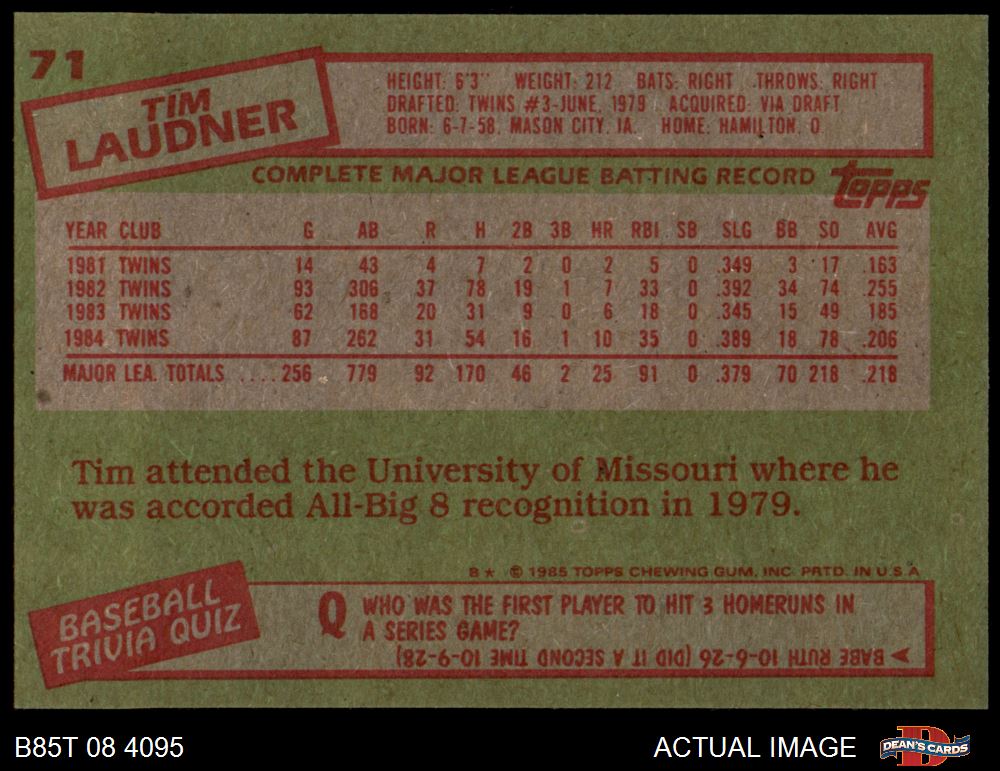 71
TIM
LAUDNER
HEIGHT: 6'3" WEIGHT: 212 BATS: RIGHT THROWS: RIGHT
DRAFTED: TWINS #3-JUNE, 1979 ACQUIRED: VIA DRAFT
BORN: 6-7-58, MASON CITY, IA. HOME: HAMILTON, O.
COMPLETE MAJOR LEAGUE BATTING RECORD topps
YEAR CLUB G AB R H 2B 3B HR RBI SB SLG BB SO AVG
1981 TWINS 14 43 4 7 2 0 2 5 0 .349 3 17 .163
1982 TWINS 93 306 37 78 19 1 7 33 0 .392 34 74 .255
1983 TWINS 62 168 20 31 9 0 6 18 0 .345 15 49 .185
1984 TWINS 87 262 31 54 16 1 10 35 0 .389 18 78 .206
MAJOR LEA. TOTALS ....256 779 92 170 46 2 25 91 0 .379 70 218 .218
Tim attended the University of Missouri where he
was accorded All-Big 8 recognition in 1979.
B* © 1985 TOPPS CHEWING GUM, INC. PRTD. IN U.S.A.
BASEBALL
TRIVIA QUIZ
Q WHO WAS THE FIRST PLAYER TO HIT 3 HOMERUNS IN
A SERIES GAME?
BABE RUTH 10-6-26 (DID IT A SECOND TIME 10-9-28)
B85T 08 4095
ACTUAL IMAGE
DEAN'S CARDS